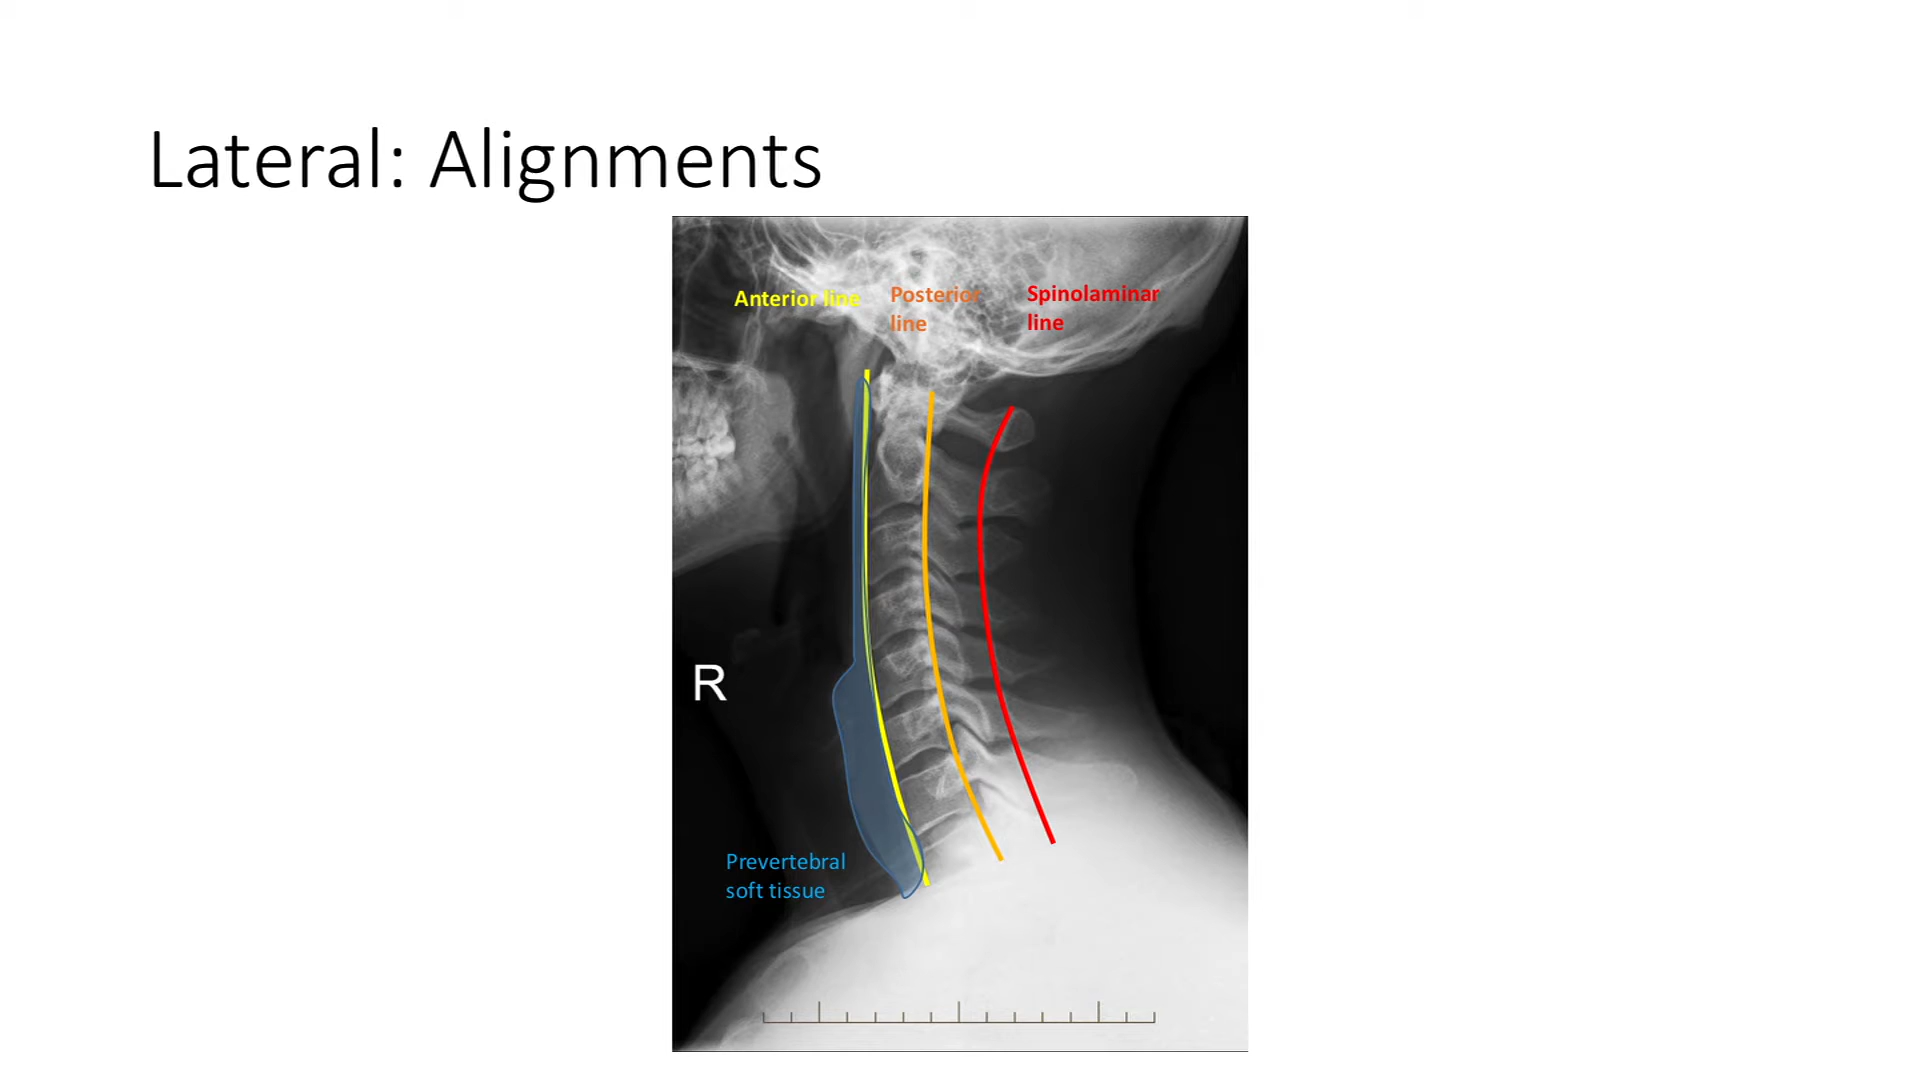 Lateral: Alignments
Anterior line
Posterior
line
Spinolaminar
line
R
Prevertebral
soft tissue